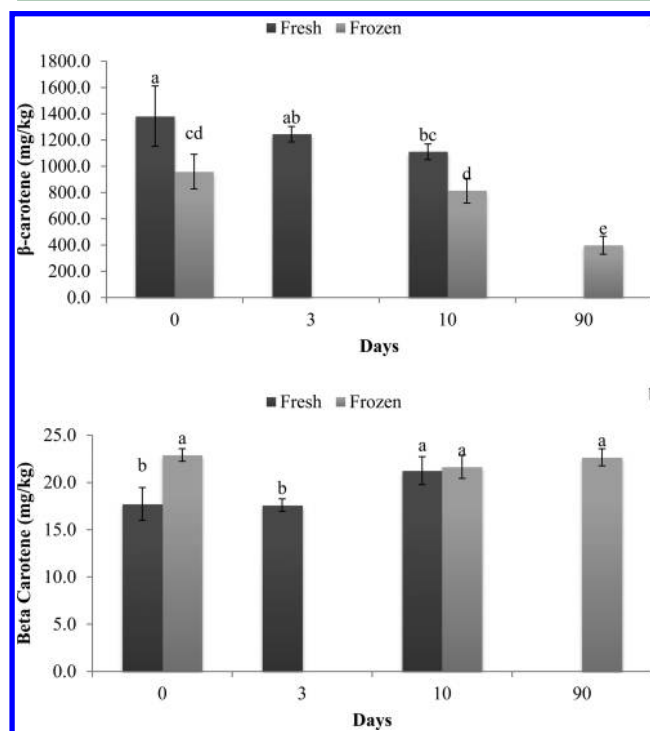 Fresh Frozen
β-carotene (mg/kg)
1800.0
1600.0
1400.0
1200.0
1000.0
800.0
600.0
400.0
200.0
0.0
a
cd
ab
bc
d
e
0 3 10 90
Days
Fresh Frozen
Beta Carotene (mg/kg)
25.0
20.0
15.0
10.0
5.0
0.0
b
a
b
a
a
a
0 3 10 90
Days